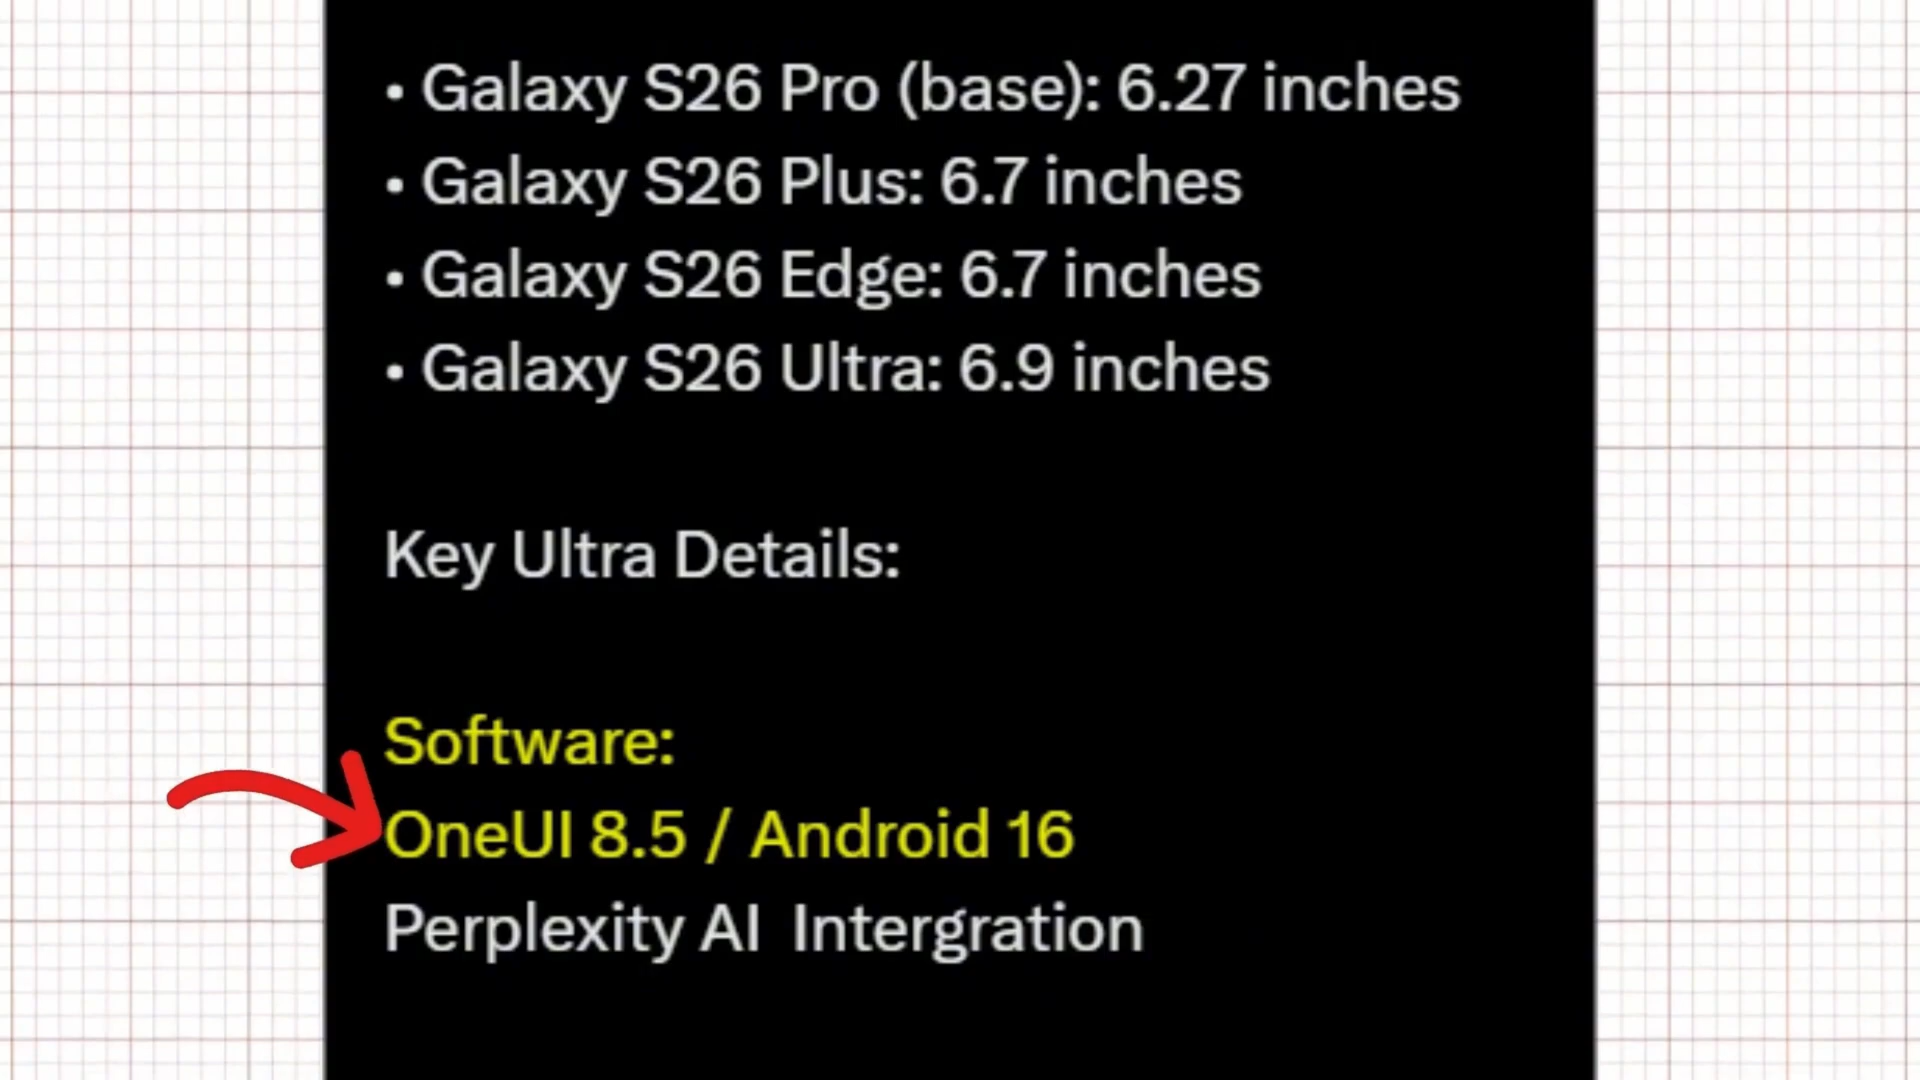 • Galaxy S26 Pro (base): 6.27 inches
• Galaxy S26 Plus: 6.7 inches
• Galaxy S26 Edge: 6.7 inches
• Galaxy S26 Ultra: 6.9 inches
Key Ultra Details:
Software:
OneUI 8.5 / Android 16
Perplexity AI  Intergration